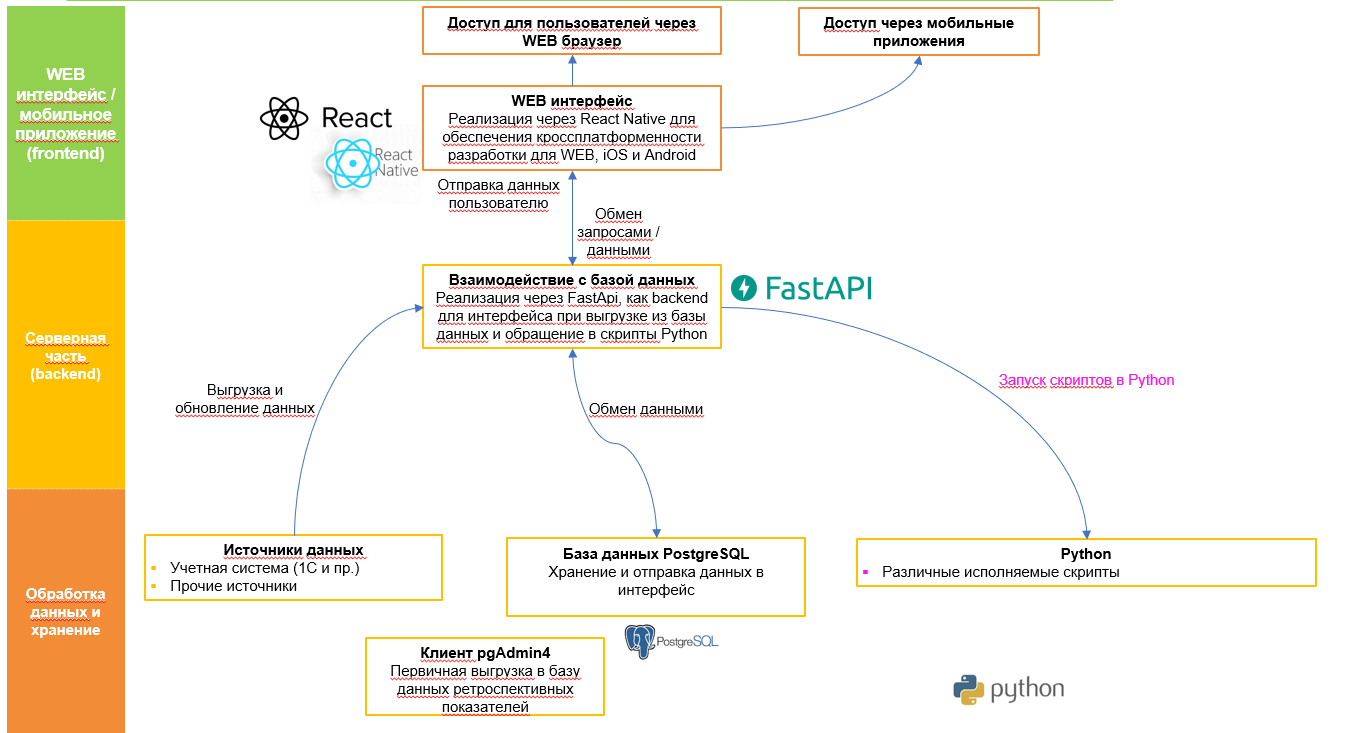 Доступ для пользователей через
WEB браузер
Доступ через мобильные
приложения
WEB
интерфейс /
мобильное
приложение
(frontend)
WEB интерфейс
Реализация через React Native для
обеспечения кроссплатформенности
разработки для WEB, iOS и Android
React
React
Native
Отправка данных
пользователю
Обмен
запросами /
данными
Взаимодействие с базой данных
Реализация через FastApi, как backend
для интерфейса при выгрузке из базы
данных и обращение в скрипты Python
FastAPI
Серверная
часть
(backend)
Выгрузка и
обновление данных
Обмен данными
Запуск скриптов в Python
Источники данных
Учетная система (1С и пр.)
Прочие источники
База данных PostgreSQL
Хранение и отправка данных в
интерфейс
Python
Различные исполняемые скрипты
Обработка
данных и
хранение
PostgreSQL
Клиент pgAdmin4
Первичная выгрузка в базу
данных ретроспективных
показателей
python